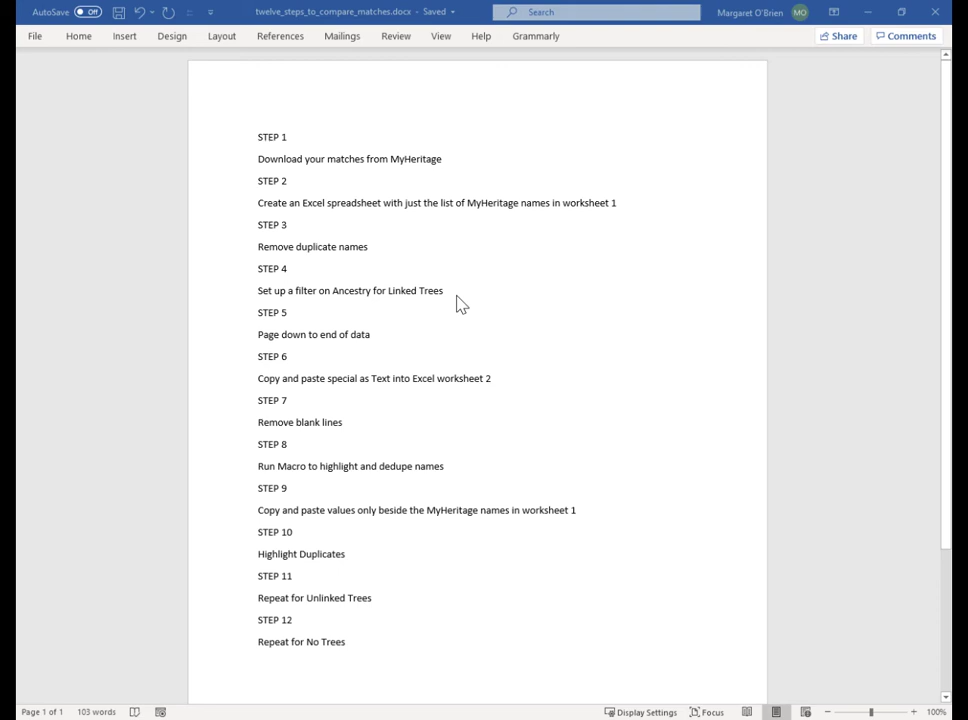 AutoSave Off twelve_steps_to_compare_matches.docx - Saved Search Margaret O'Brien MO
File Home Insert Design Layout References Mailings Review View Help Grammarly Share Comments
STEP 1
Download your matches from MyHeritage
STEP 2
Create an Excel spreadsheet with just the list of MyHeritage names in worksheet 1
STEP 3
Remove duplicate names
STEP 4
Set up a filter on Ancestry for Linked Trees
STEP 5
Page down to end of data
STEP 6
Copy and paste special as Text into Excel worksheet 2
STEP 7
Remove blank lines
STEP 8
Run Macro to highlight and dedupe names
STEP 9
Copy and paste values only beside the MyHeritage names in worksheet 1
STEP 10
Highlight Duplicates
STEP 11
Repeat for Unlinked Trees
STEP 12
Repeat for No Trees
Page 1 of 1 103 words Display Settings Focus 100%